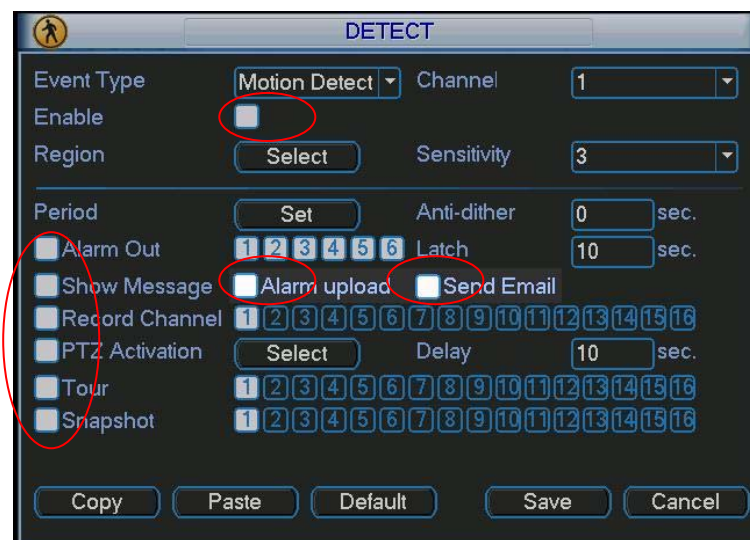 DETECT
Event Type Motion Detect Channel 1
Enable
Region Select Sensitivity 3
Period Set Anti-dither 0 sec.
Alarm Out 1 2 3 4 5 6 Latch 10 sec.
Show Message Alarm upload Send Email
Record Channel 1 2 3 4 5 6 7 8 9 10 11 12 13 14 15 16
PTZ Activation Select Delay 10 sec.
Tour 1 2 3 4 5 6 7 8 9 10 11 12 13 14 15 16
Snapshot 1 2 3 4 5 6 7 8 9 10 11 12 13 14 15 16
Copy Paste Default Save Cancel